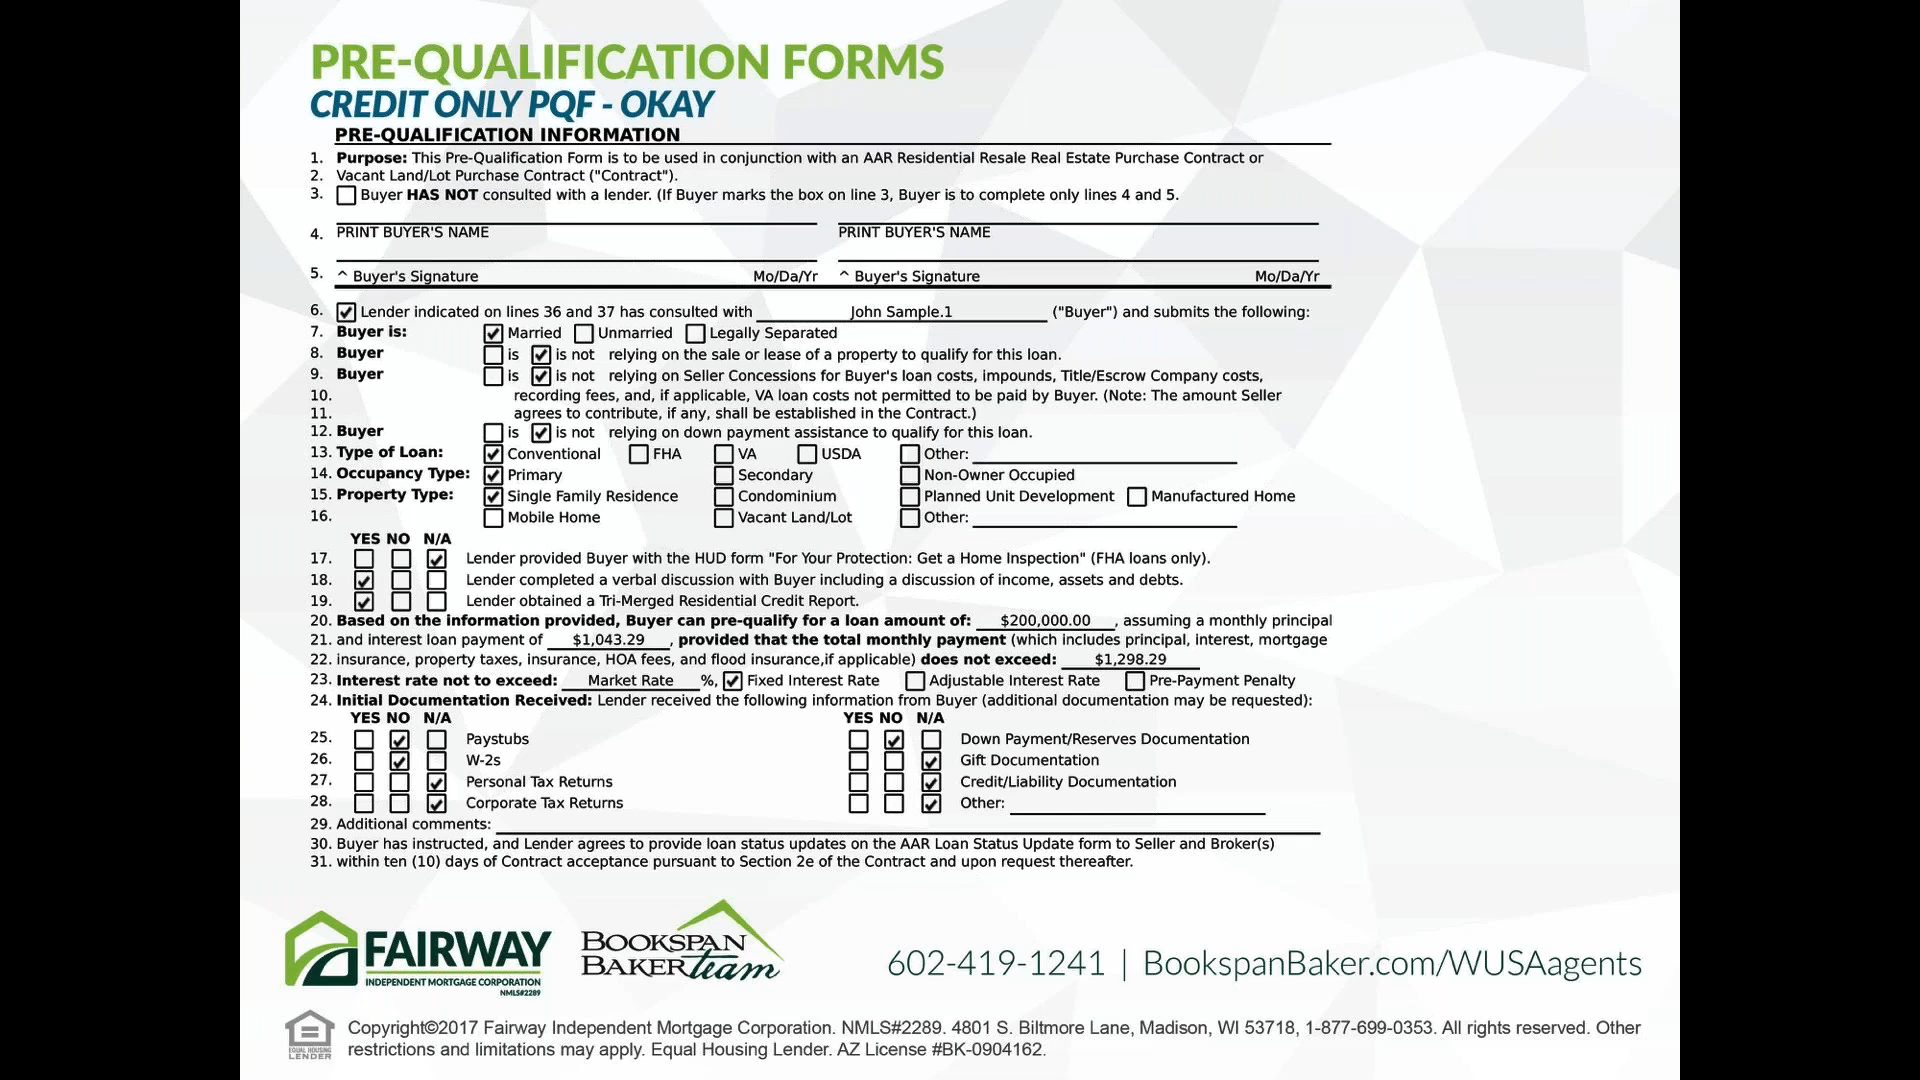 PRE-QUALIFICATION FORMS
CREDIT ONLY PQF - OKAY
PRE-QUALIFICATION INFORMATION
1. Purpose: This Pre-Qualification Form is to be used in conjunction with an AAR Residential Resale Real Estate Purchase Contract or
2. Vacant Land/Lot Purchase Contract ("Contract").
3. Buyer HAS NOT consulted with a lender. (If Buyer marks the box on line 3, Buyer is to complete only lines 4 and 5.
4. PRINT BUYER'S NAME PRINT BUYER'S NAME
5. ^ Buyer's Signature Mo/Da/Yr ^ Buyer's Signature Mo/Da/Yr
6. Lender indicated on lines 36 and 37 has consulted with John Sample.1 ("Buyer") and submits the following:
7. Buyer is: Married Unmarried Legally Separated
8. Buyer is is not relying on the sale or lease of a property to qualify for this loan.
9. Buyer is is not relying on Seller Concessions for Buyer's loan costs, impounds, Title/Escrow Company costs,
10. recording fees, and, if applicable, VA loan costs not permitted to be paid by Buyer. (Note: The amount Seller
11. agrees to contribute, if any, shall be established in the Contract.)
12. Buyer is is not relying on down payment assistance to qualify for this loan.
13. Type of Loan: Conventional FHA VA USDA Other:
14. Occupancy Type: Primary Secondary Non-Owner Occupied
15. Property Type: Single Family Residence Condominium Planned Unit Development Manufactured Home
16. Mobile Home Vacant Land/Lot Other:
YES NO N/A
17. Lender provided Buyer with the HUD form "For Your Protection: Get a Home Inspection" (FHA loans only).
18. Lender completed a verbal discussion with Buyer including a discussion of income, assets and debts.
19. Lender obtained a Tri-Merged Residential Credit Report.
20. Based on the information provided, Buyer can pre-qualify for a loan amount of: $200,000.00 , assuming a monthly principal
21. and interest loan payment of $1,043.29 , provided that the total monthly payment (which includes principal, interest, mortgage
22. insurance, property taxes, insurance, HOA fees, and flood insurance,if applicable) does not exceed: $1,298.29
23. Interest rate not to exceed: Market Rate %, Fixed Interest Rate Adjustable Interest Rate Pre-Payment Penalty
24. Initial Documentation Received: Lender received the following information from Buyer (additional documentation may be requested):
YES NO N/A YES NO N/A
25. Paystubs Down Payment/Reserves Documentation
26. W-2s Gift Documentation
27. Personal Tax Returns Credit/Liability Documentation
28. Corporate Tax Returns Other:
29. Additional comments:
30. Buyer has instructed, and Lender agrees to provide loan status updates on the AAR Loan Status Update form to Seller and Broker(s)
31. within ten (10) days of Contract acceptance pursuant to Section 2e of the Contract and upon request thereafter.
FAIRWAY
INDEPENDENT MORTGAGE CORPORATION
NMLS#2289
BOOKSPAN
BAKER team
602-419-1241 | BookspanBaker.com/WUSAagents
EQUAL HOUSING
LENDER
Copyright©2017 Fairway Independent Mortgage Corporation. NMLS#2289. 4801 S. Biltmore Lane, Madison, WI 53718, 1-877-699-0353. All rights reserved. Other
restrictions and limitations may apply. Equal Housing Lender. AZ License #BK-0904162.